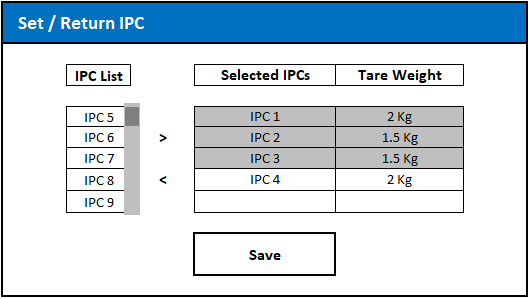 Set / Return IPC
IPC List Selected IPCs Tare Weight
IPC 5 IPC 1 2 Kg
IPC 6 > IPC 2 1.5 Kg
IPC 7 IPC 3 1.5 Kg
IPC 8 < IPC 4 2 Kg
IPC 9
Save